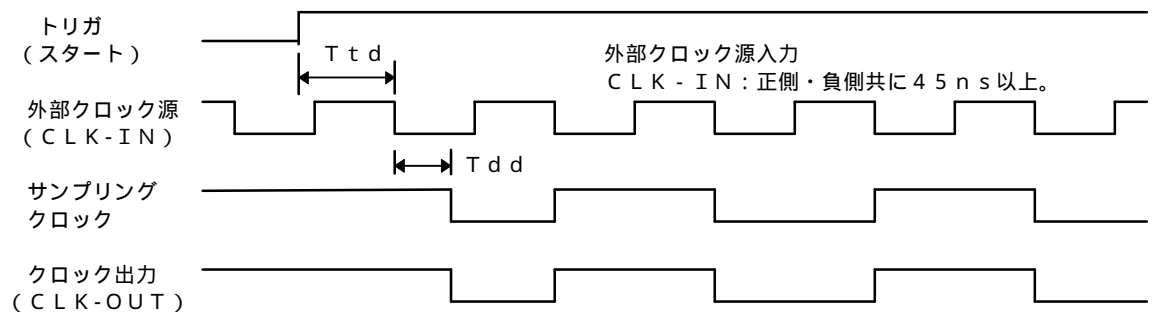 トリガ
（スタート）
Ｔｔｄ
外部クロック源入力
ＣＬＫ‐ＩＮ：正側・負側共に４５ｎｓ以上。
外部クロック源
（CLK-ＩＮ）
Ｔｄｄ
サンプリング
クロック
クロック出力
（ＣＬＫ-ＯＵＴ）